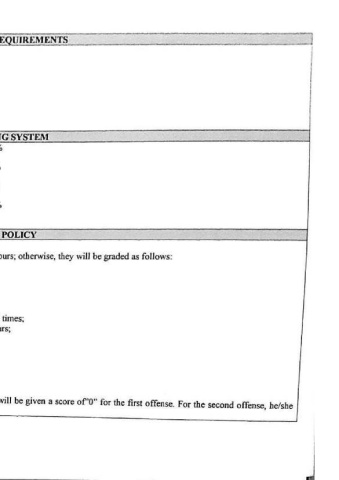 EQUIREMENTS
G SYSTEM
%
POLICY
ours; otherwise, they will be graded as follows:
times;
urs;
will be given a score of"0" for the first offense. For the second offense, he/she